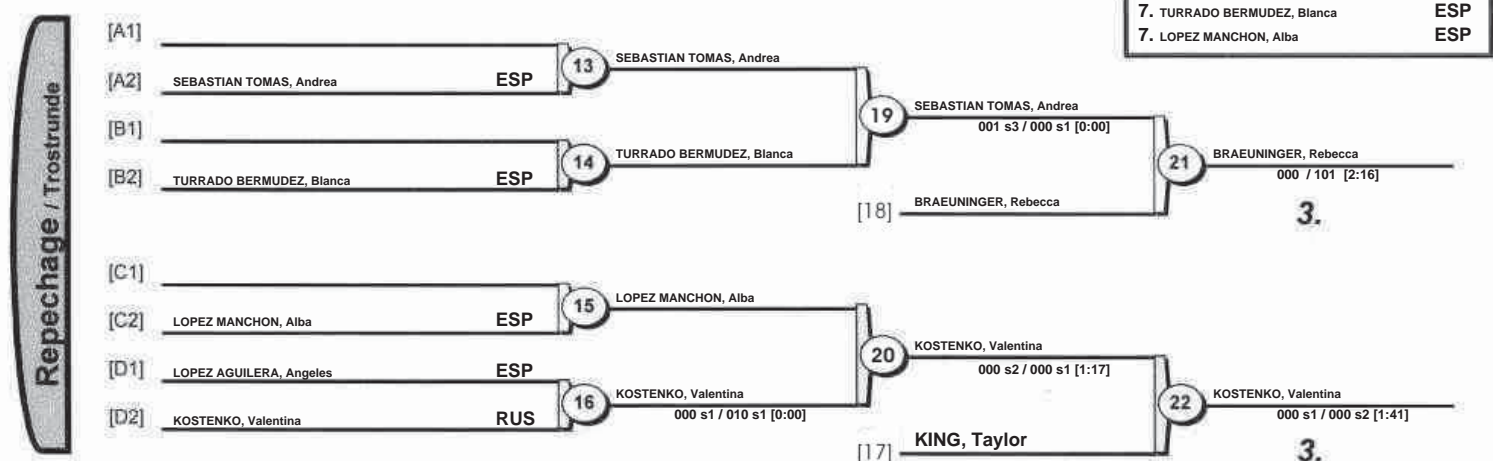 7. TURRADO BERMUDEZ, Blanca ESP
7. LOPEZ MANCHON, Alba ESP
Repechage / Trostrunde
[A1]
[A2] SEBASTIAN TOMAS, Andrea ESP
13
SEBASTIAN TOMAS, Andrea
[B1]
[B2] TURRADO BERMUDEZ, Blanca ESP
14
TURRADO BERMUDEZ, Blanca
19
SEBASTIAN TOMAS, Andrea
001 s3 / 000 s1 [0:00]
[18] BRAEUNINGER, Rebecca
21
BRAEUNINGER, Rebecca
000 / 101 [2:16]
3.
[C1]
[C2] LOPEZ MANCHON, Alba ESP
15
LOPEZ MANCHON, Alba
[D1] LOPEZ AGUILERA, Angeles ESP
[D2] KOSTENKO, Valentina RUS
16
KOSTENKO, Valentina
000 s1 / 010 s1 [0:00]
20
KOSTENKO, Valentina
000 s2 / 000 s1 [1:17]
[17] KING, Taylor
22
KOSTENKO, Valentina
000 s1 / 000 s2 [1:41]
3.